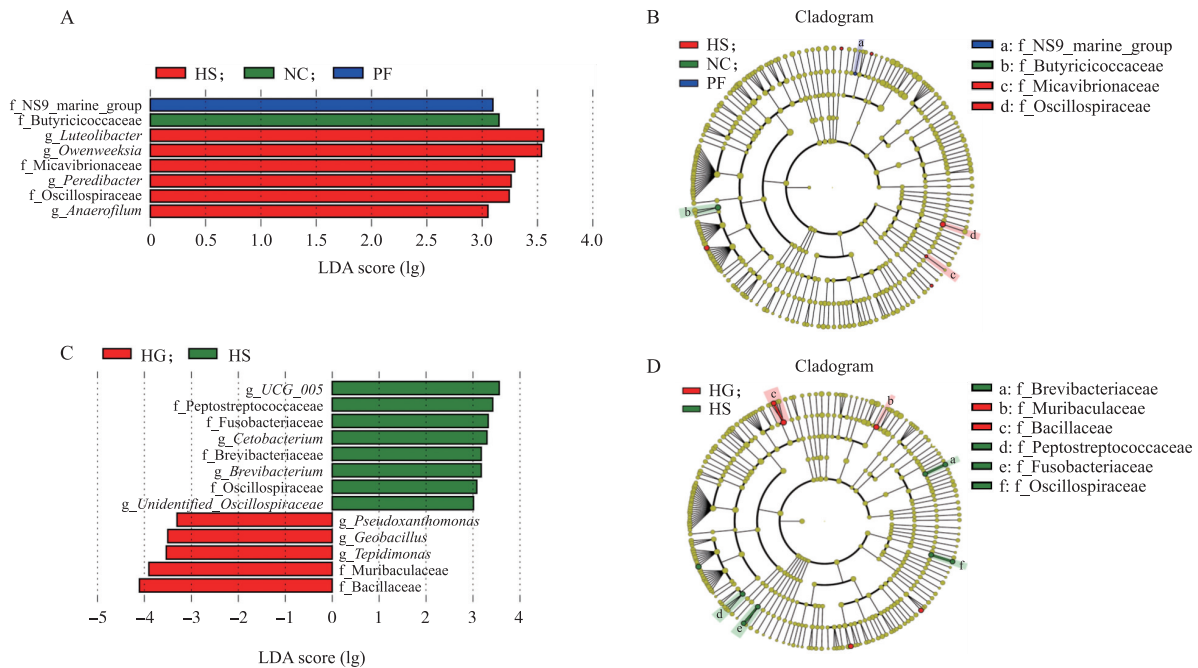 A
HS； NC； PF
f_NS9_marine_group
f_Butyricicoccaceae
g_Luteolibacter
g_Owenweeksia
f_Micavibrionaceae
g_Peredibacter
f_Oscillospiraceae
g_Anaerofilum
0 0.5 1.0 1.5 2.0 2.5 3.0 3.5 4.0
LDA score (lg)
B
Cladogram
HS；
NC；
PF
a
b
c
d
a: f_NS9_marine_group
b: f_Butyricicoccaceae
c: f_Micavibrionaceae
d: f_Oscillospiraceae
C
HG； HS
g_UCG_005
f_Peptostreptococcaceae
f_Fusobacteriaceae
g_Cetobacterium
f_Brevibacteriaceae
g_Brevibacterium
f_Oscillospiraceae
g_Unidentified_Oscillospiraceae
g_Pseudoxanthomonas
g_Geobacillus
g_Tepidimonas
f_Muribaculaceae
f_Bacillaceae
−5 −4 −3 −2 −1 0 1 2 3 4
LDA score (lg)
D
Cladogram
HG；
HS
c
b
a
f
d
e
a: f_Brevibacteriaceae
b: f_Muribaculaceae
c: f_Bacillaceae
d: f_Peptostreptococcaceae
e: f_Fusobacteriaceae
f: f_Oscillospiraceae